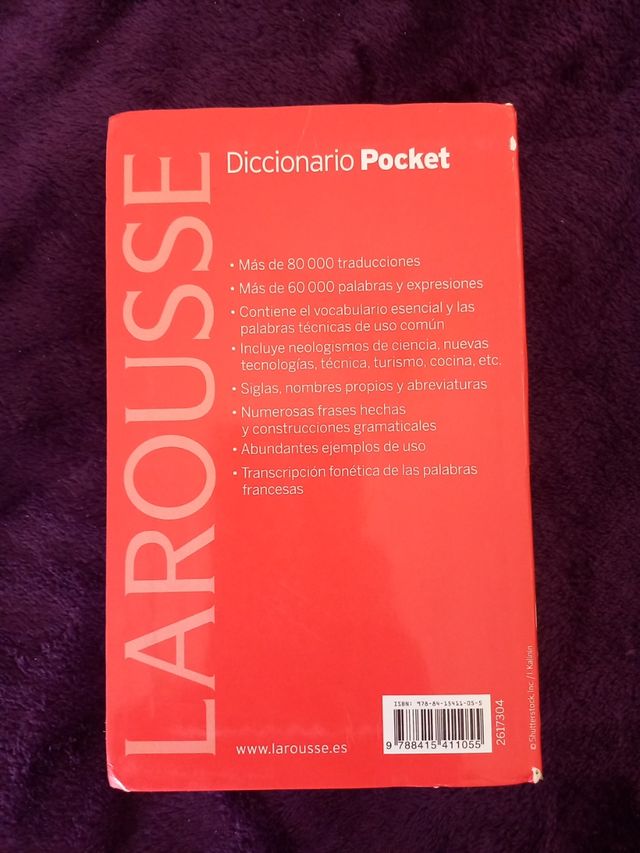 LAROUSSE
Diccionario Pocket
• Más de 80 000 traducciones
• Más de 60 000 palabras y expresiones
• Contiene el vocabulario esencial y las
palabras técnicas de uso común
• Incluye neologismos de ciencia, nuevas
tecnologías, técnica, turismo, cocina, etc.
• Siglas, nombres propios y abreviaturas
• Numerosas frases hechas
y construcciones gramaticales
• Abundantes ejemplos de uso
• Transcripción fonética de las palabras
francesas
www.larousse.es
ISBN: 978-84-15411-05-5
9 788415 411055
2617304
© Shutterstock, Inc. / I. Kalinin